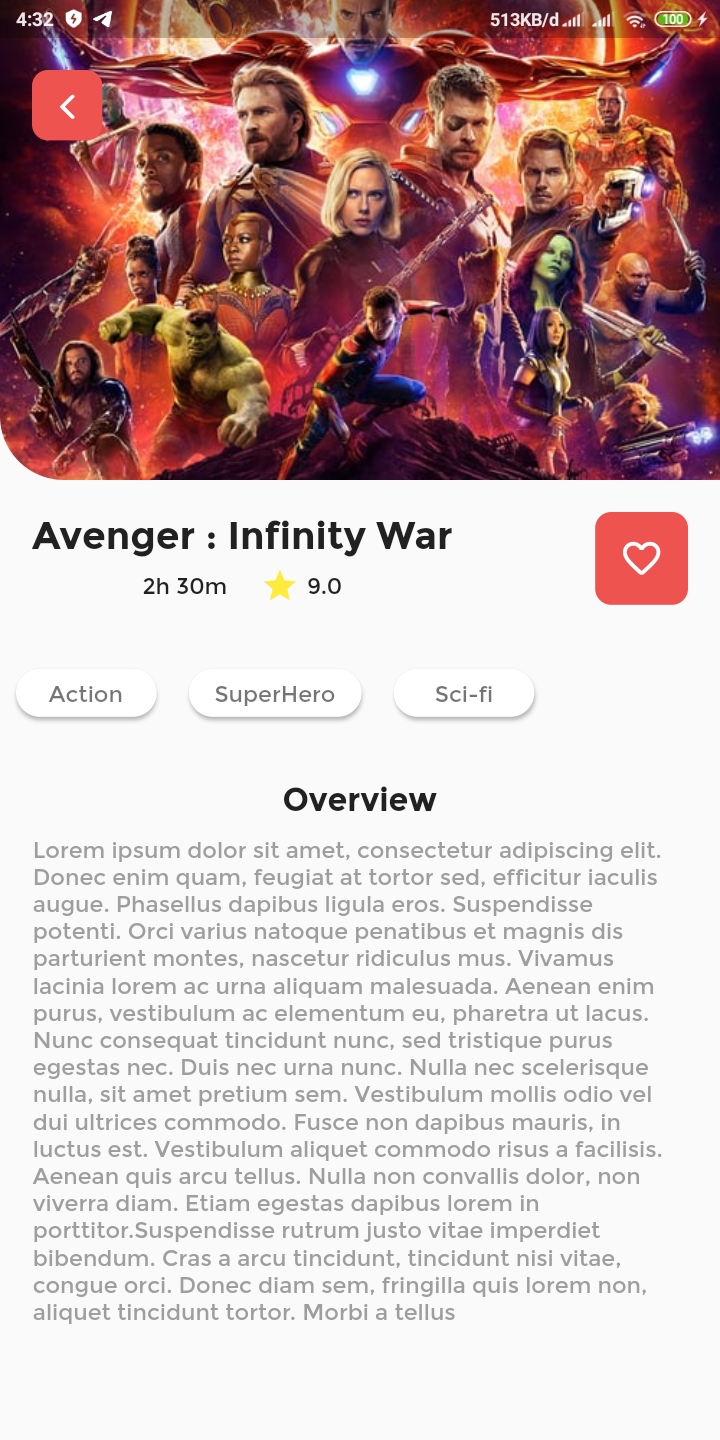 4:32 513KB/d 100
Avenger : Infinity War
2h 30m 9.0
Action SuperHero Sci-fi
Overview
Lorem ipsum dolor sit amet, consectetur adipiscing elit.
Donec enim quam, feugiat at tortor sed, efficitur iaculis
augue. Phasellus dapibus ligula eros. Suspendisse
potenti. Orci varius natoque penatibus et magnis dis
parturient montes, nascetur ridiculus mus. Vivamus
lacinia lorem ac urna aliquam malesuada. Aenean enim
purus, vestibulum ac elementum eu, pharetra ut lacus.
Nunc consequat tincidunt nunc, sed tristique purus
egestas nec. Duis nec urna nunc. Nulla nec scelerisque
nulla, sit amet pretium sem. Vestibulum mollis odio vel
dui ultrices commodo. Fusce non dapibus mauris, in
luctus est. Vestibulum aliquet commodo risus a facilisis.
Aenean quis arcu tellus. Nulla non convallis dolor, non
viverra diam. Etiam egestas dapibus lorem in
porttitor.Suspendisse rutrum justo vitae imperdiet
bibendum. Cras a arcu tincidunt, tincidunt nisi vitae,
congue orci. Donec diam sem, fringilla quis lorem non,
aliquet tincidunt tortor. Morbi a tellus